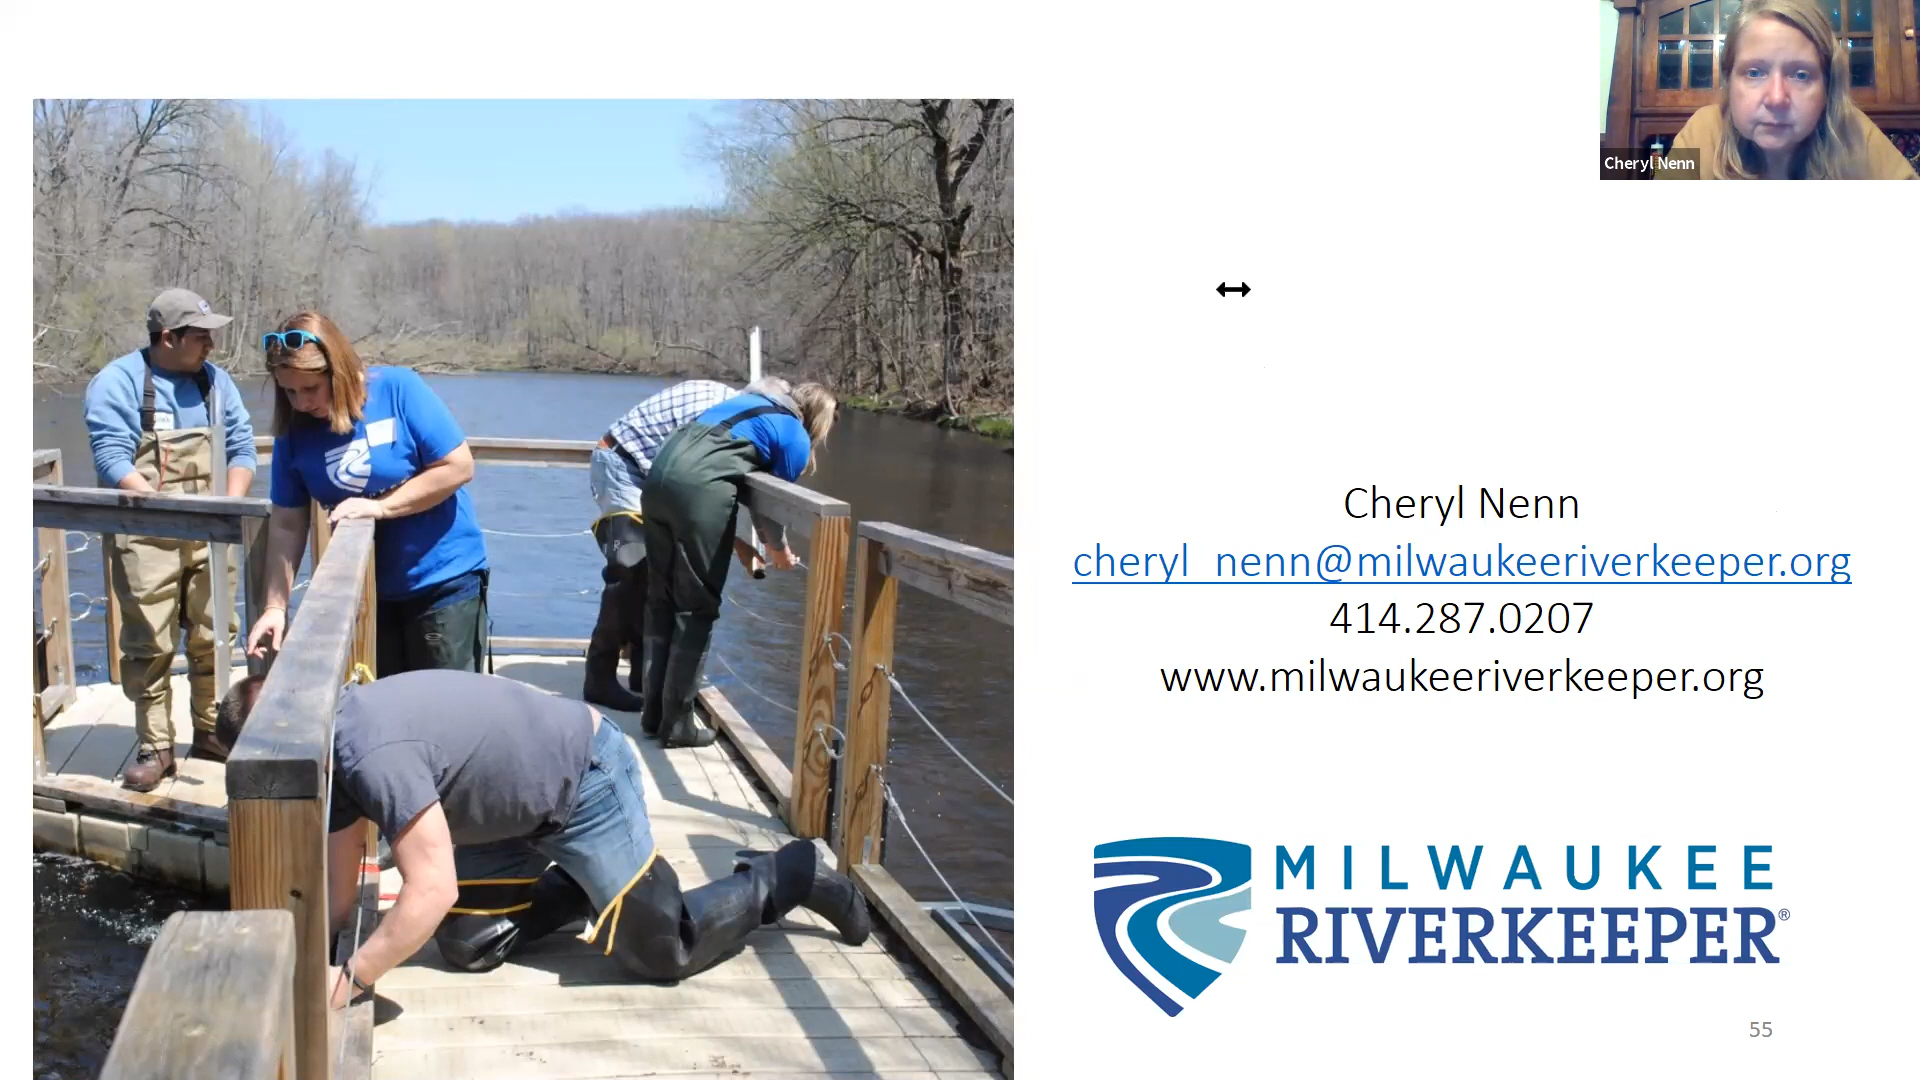 Cheryl Nenn
Cheryl Nenn
cheryl_nenn@milwaukeeriverkeeper.org
414.287.0207
www.milwaukeeriverkeeper.org
MILWAUKEE
RIVERKEEPER®
55